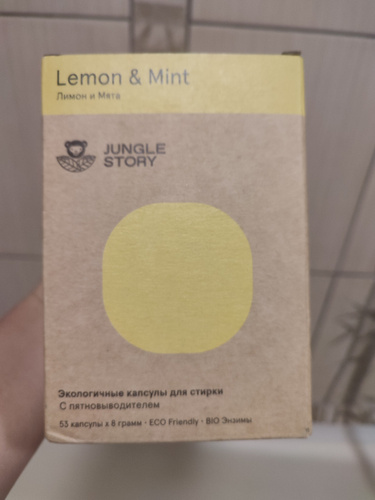 Lemon & Mint
Лимон и Мята
JUNGLE
STORY
Экологичные капсулы для стирки
С пятновыводителем
53 капсулы x 8 грамм · ECO Friendly · BIO Энзимы